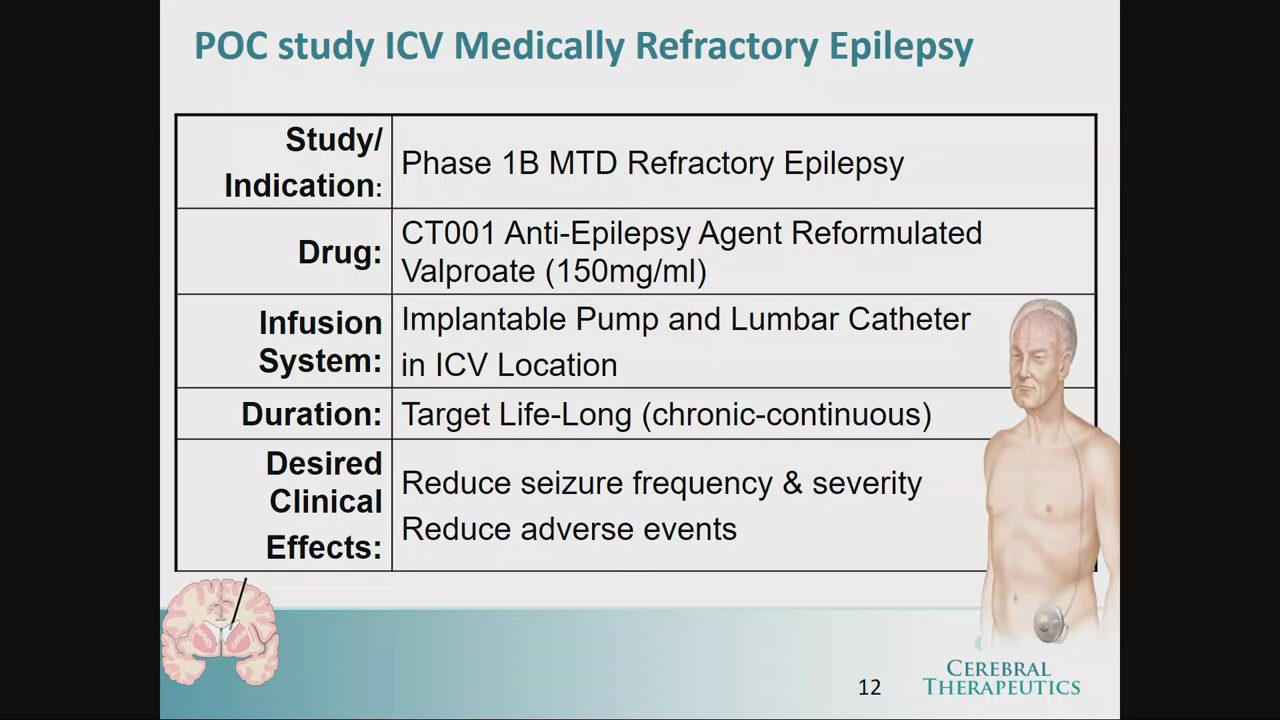 POC study ICV Medically Refractory Epilepsy
Study/
Indication:
Phase 1B MTD Refractory Epilepsy
Drug:
CT001 Anti-Epilepsy Agent Reformulated
Valproate (150mg/ml)
Infusion
System:
Implantable Pump and Lumbar Catheter
in ICV Location
Duration:
Target Life-Long (chronic-continuous)
Desired
Clinical
Effects:
Reduce seizure frequency & severity
Reduce adverse events
12
CEREBRAL
THERAPEUTICS